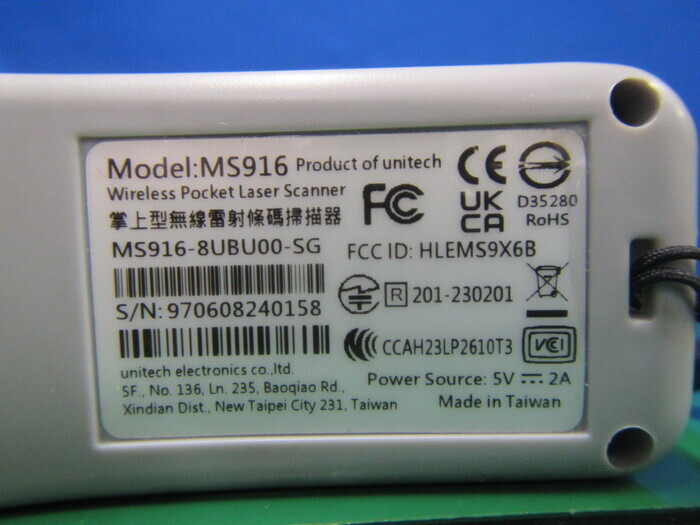 Model:MS916 Product of unitech
Wireless Pocket Laser Scanner
掌上型無線雷射條碼掃描器
MS916-8UBU00-SG
S/N: 970608240158
unitech electronics co.,ltd.
5F., No. 136, Ln. 235, Baoqiao Rd.,
Xindian Dist., New Taipei City 231, Taiwan
CE
FC
UK
CA
D35280
RoHS
FCC ID: HLEMS9X6B
R 201-230201
CCAH23LP2610T3
VCI
Power Source: 5V ⎓ 2A
Made in Taiwan